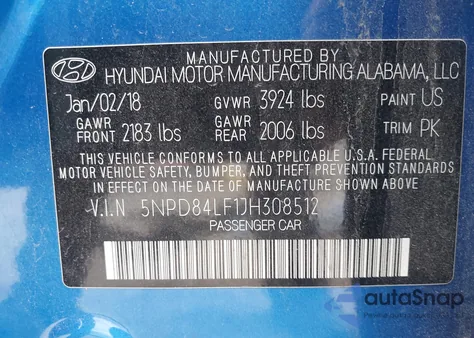 MANUFACTURED BY
HYUNDAI MOTOR MANUFACTURING ALABAMA, LLC
Jan/02/18 GVWR 3924 lbs PAINT US
GAWR FRONT 2183 lbs GAWR REAR 2006 lbs TRIM PK
THIS VEHICLE CONFORMS TO ALL APPLICABLE U.S.A. FEDERAL
MOTOR VEHICLE SAFETY, BUMPER, AND THEFT PREVENTION STANDARDS
IN EFFECT ON THE DATE OF MANUFACTURE SHOWN ABOVE.
V.I.N 5NPD84LF1JH308512
PASSENGER CAR
autoSnap